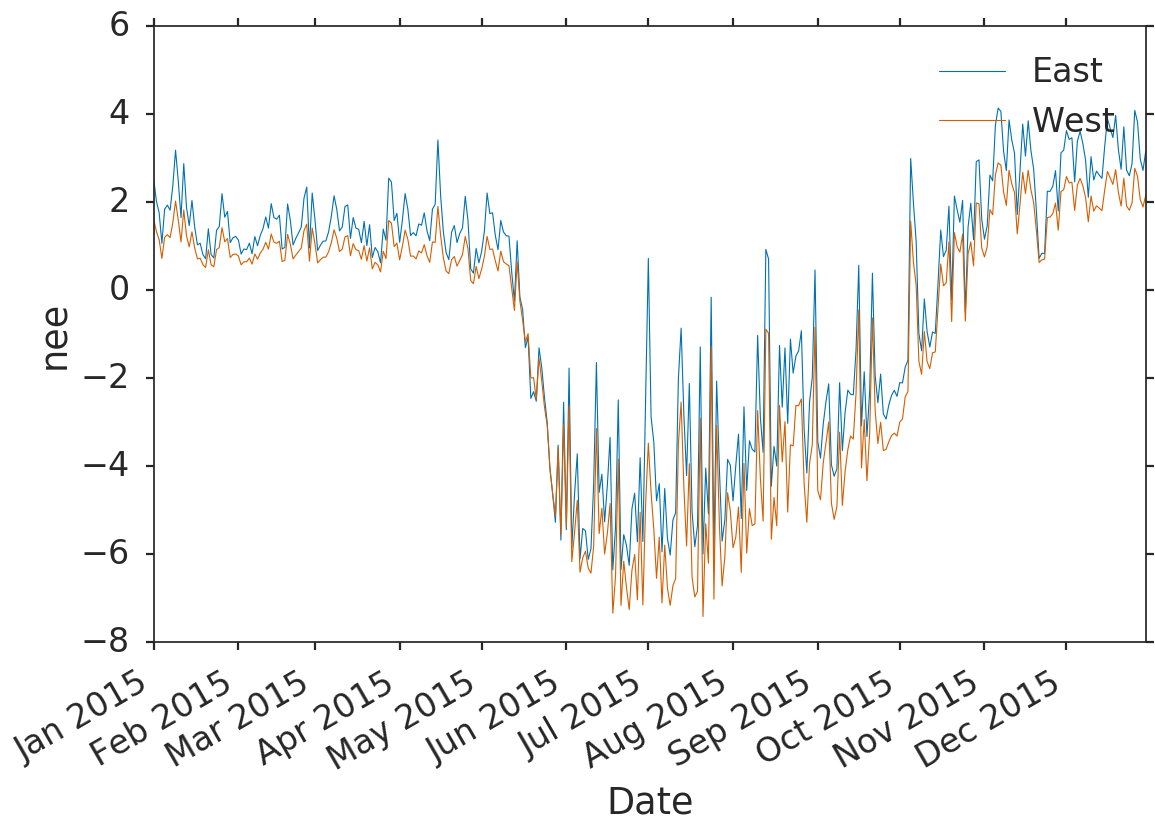 6
4
2
0
−2
−4
−6
−8
nee
East
West
Jan 2015
Feb 2015
Mar 2015
Apr 2015
May 2015
Jun 2015
Jul 2015
Aug 2015
Sep 2015
Oct 2015
Nov 2015
Dec 2015
Date